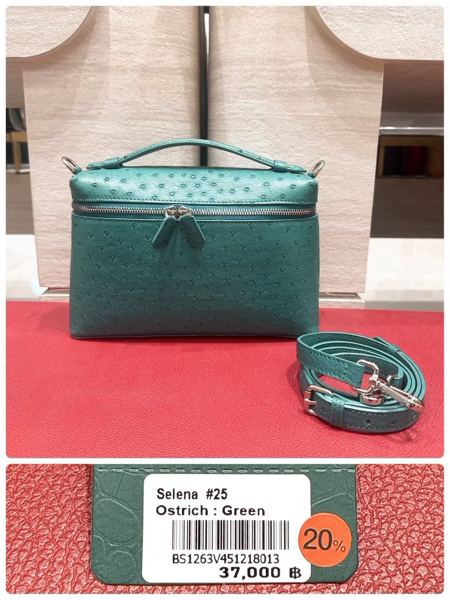 Selena #25
Ostrich : Green
BS1263V451218013
37,000 ฿
20%